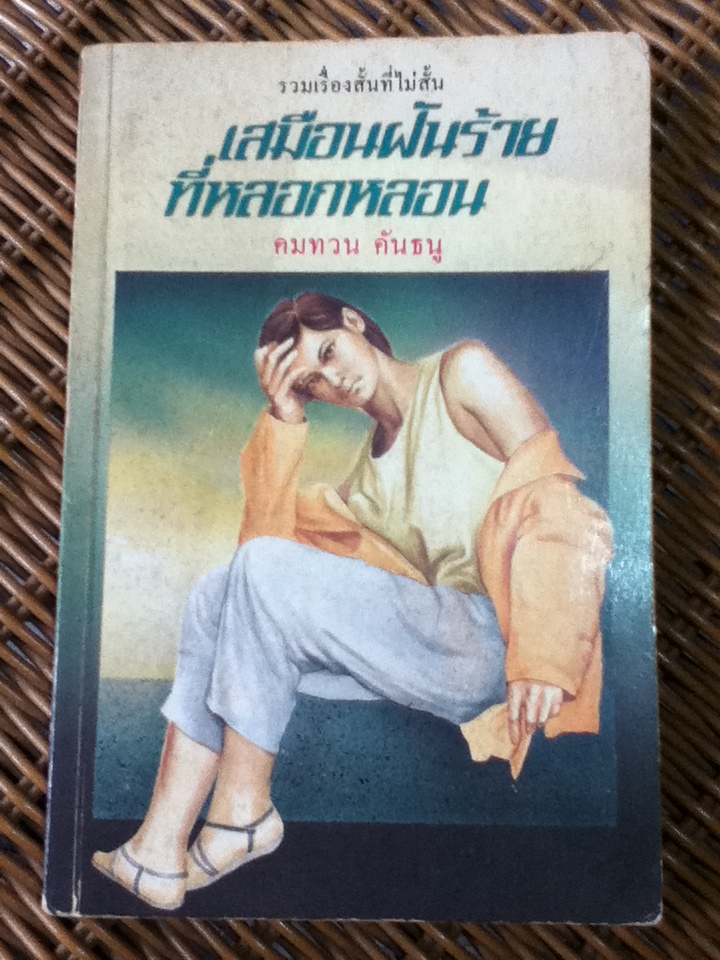 รวมเรื่องสั้นที่ไม่สั้น
เสมือนฝันร้าย
ที่หลอกหลอน
คมทวน คันธนู